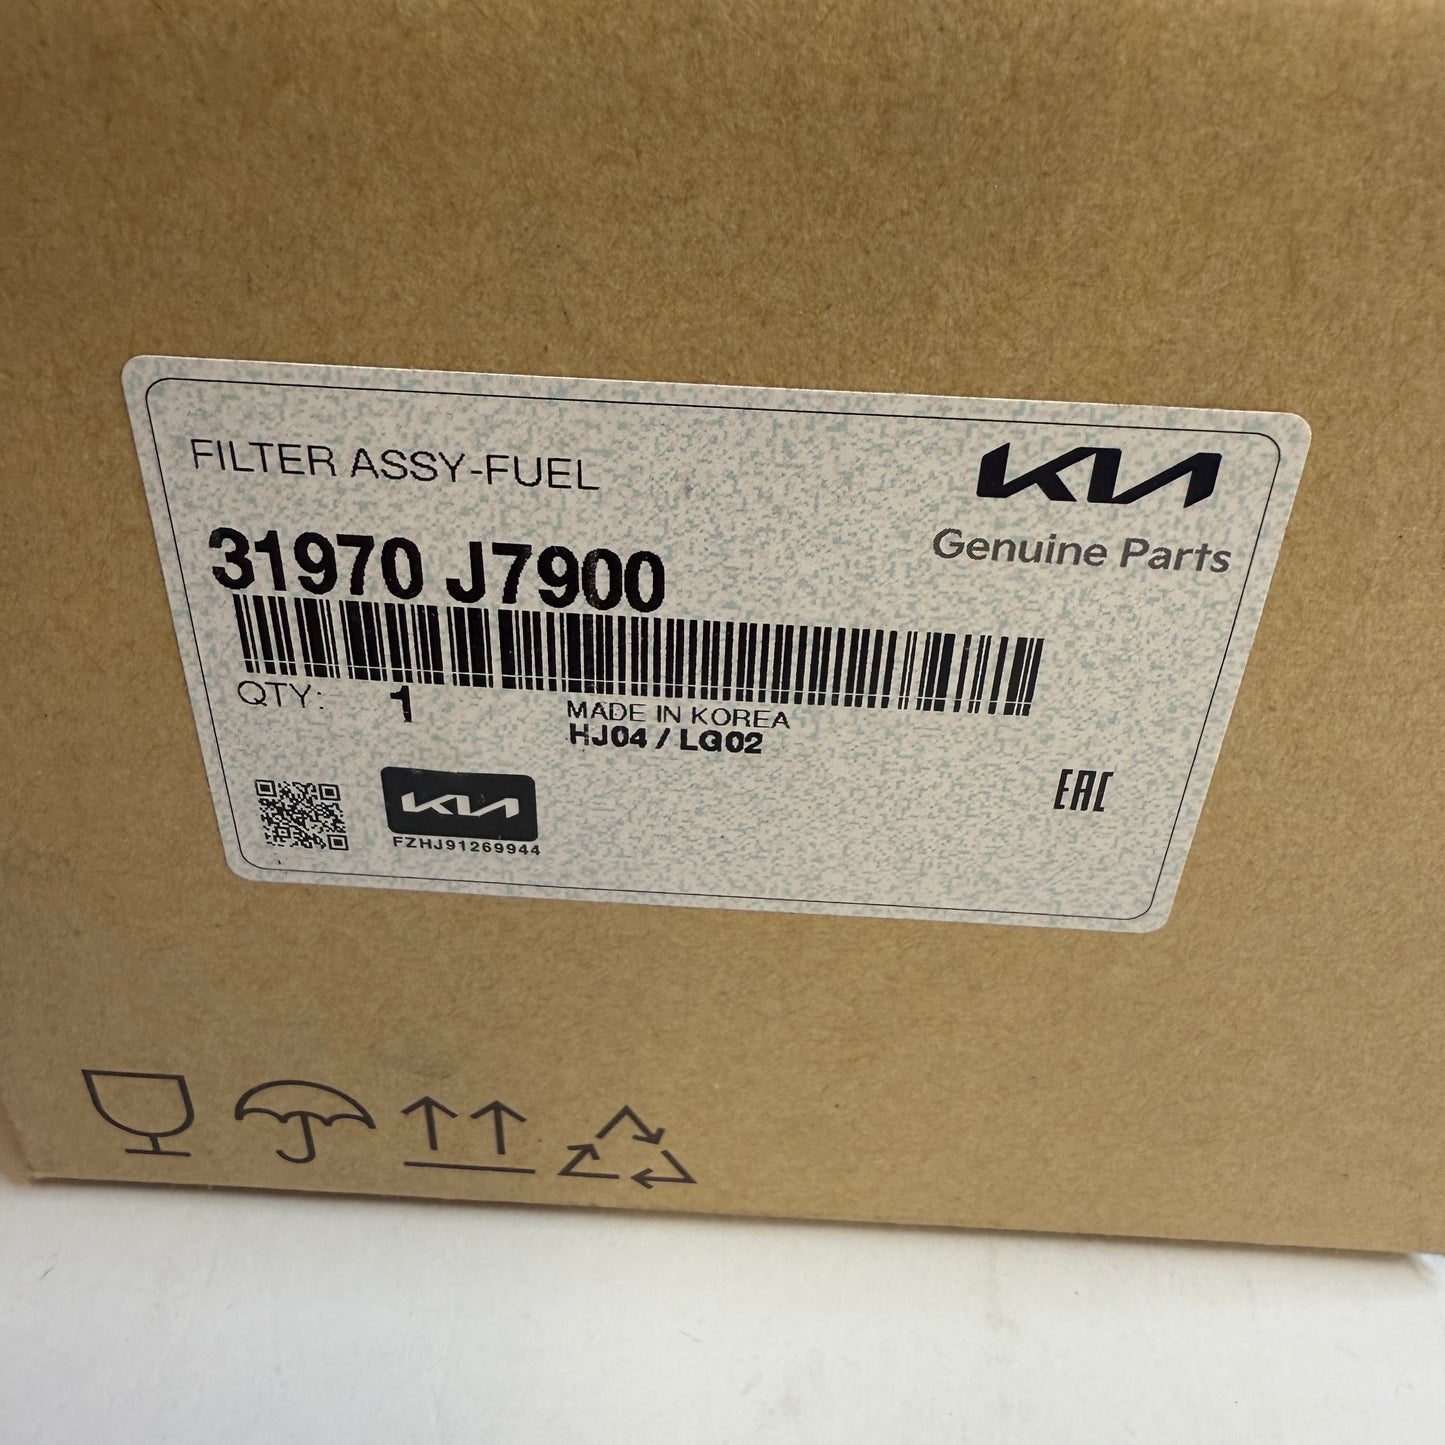 FILTER ASSY-FUEL
KIA
Genuine Parts
31970 J7900
QTY: 1
MADE IN KOREA
HJ04 / LG02
KIA
FZHJ91269944
EAC